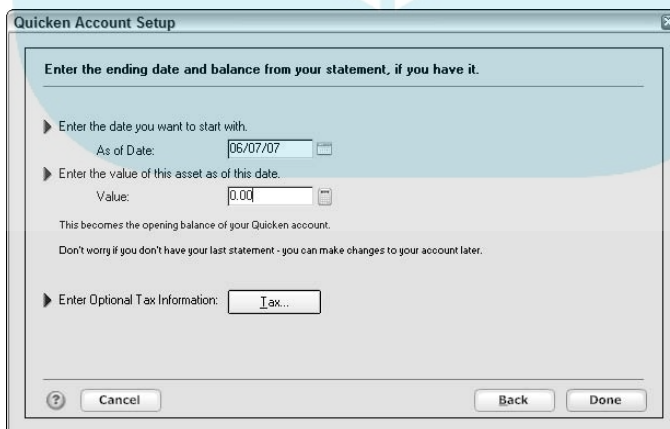 Quicken Account Setup
Enter the ending date and balance from your statement, if you have it.
Enter the date you want to start with.
As of Date: 06/07/07
Enter the value of this asset as of this date.
Value: 0.00
This becomes the opening balance of your Quicken account.
Don't worry if you don't have your last statement - you can make changes to your account later.
Enter Optional Tax Information: Tax...
? Cancel Back Done